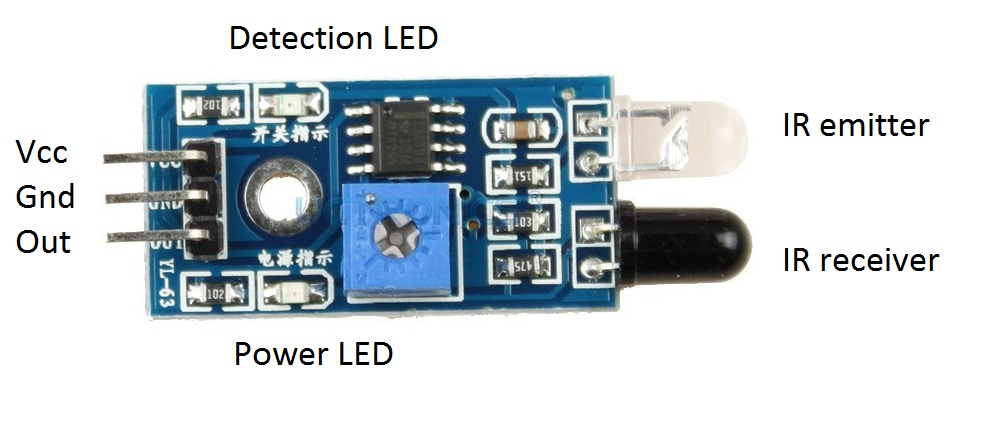 Detection LED
IR emitter
Vcc
Gnd
Out
IR receiver
Power LED
102
开关指示
151
103
475
电源指示
YL-63
102